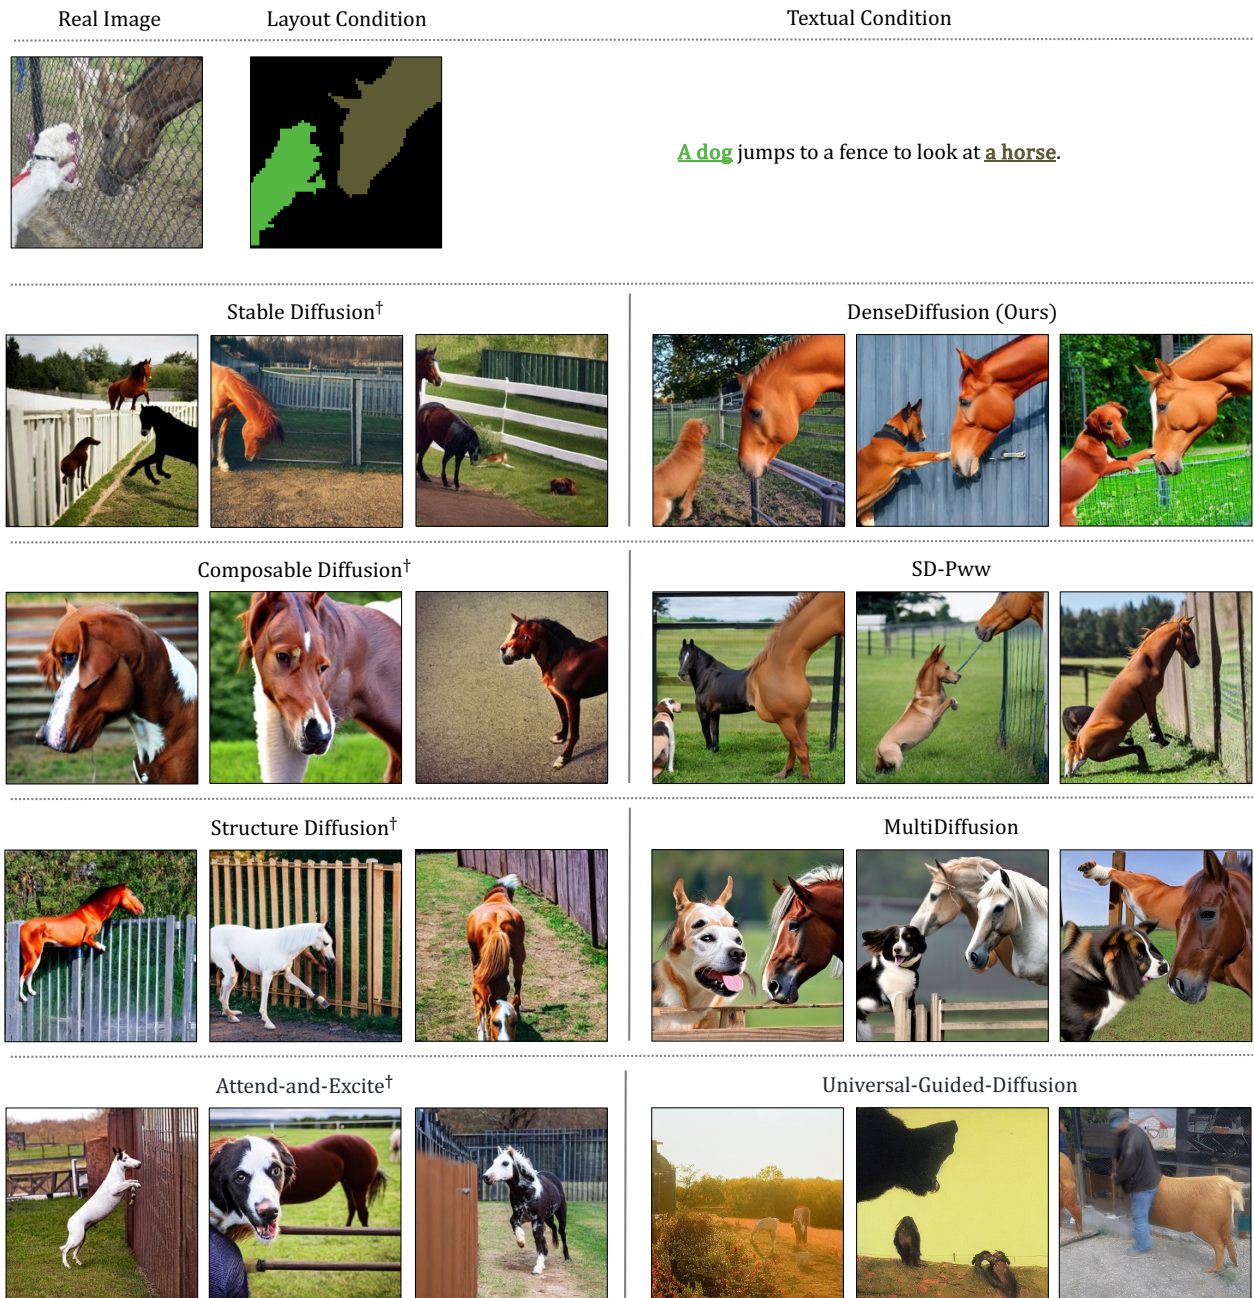 Real Image
Layout Condition
Textual Condition
A dog jumps to a fence to look at a horse.
Stable Diffusion†
DenseDiffusion (Ours)
Composable Diffusion†
SD-Pww
Structure Diffusion†
MultiDiffusion
Attend-and-Excite†
Universal-Guided-Diffusion